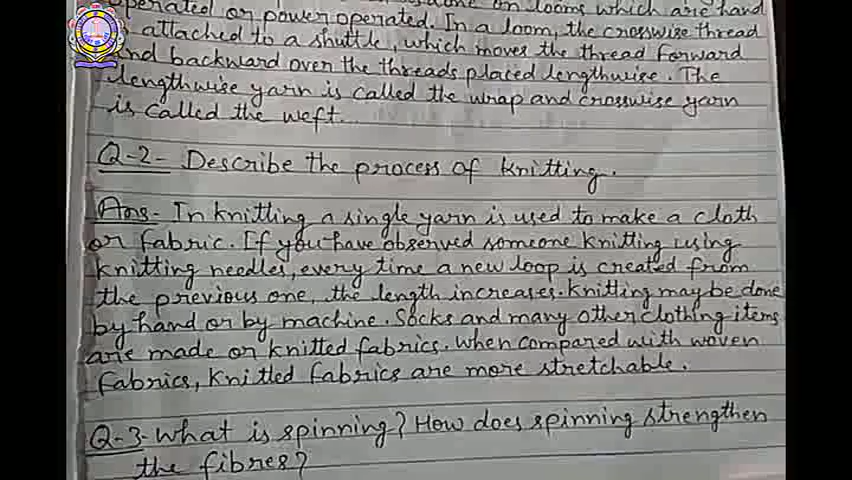 operated or power operated. In a loom, the crosswise thread
attached to a shuttle, which moves the thread forward
and backward over the threads placed lengthwise. The
lengthwise yarn is called the wrap and crosswise yarn
is called the weft.
Q-2- Describe the process of knitting.
Ans- In knitting a single yarn is used to make a cloth
or fabric. If you have observed someone knitting using
knitting needles, every time a new loop is created from
the previous one, the length increases. Knitting may be done
by hand or by machine. Socks and many other clothing items
are made or knitted fabrics. When compared with woven
fabrics, knitted fabrics are more stretchable.
Q-3- What is spinning? How does spinning strengthen
the fibres?